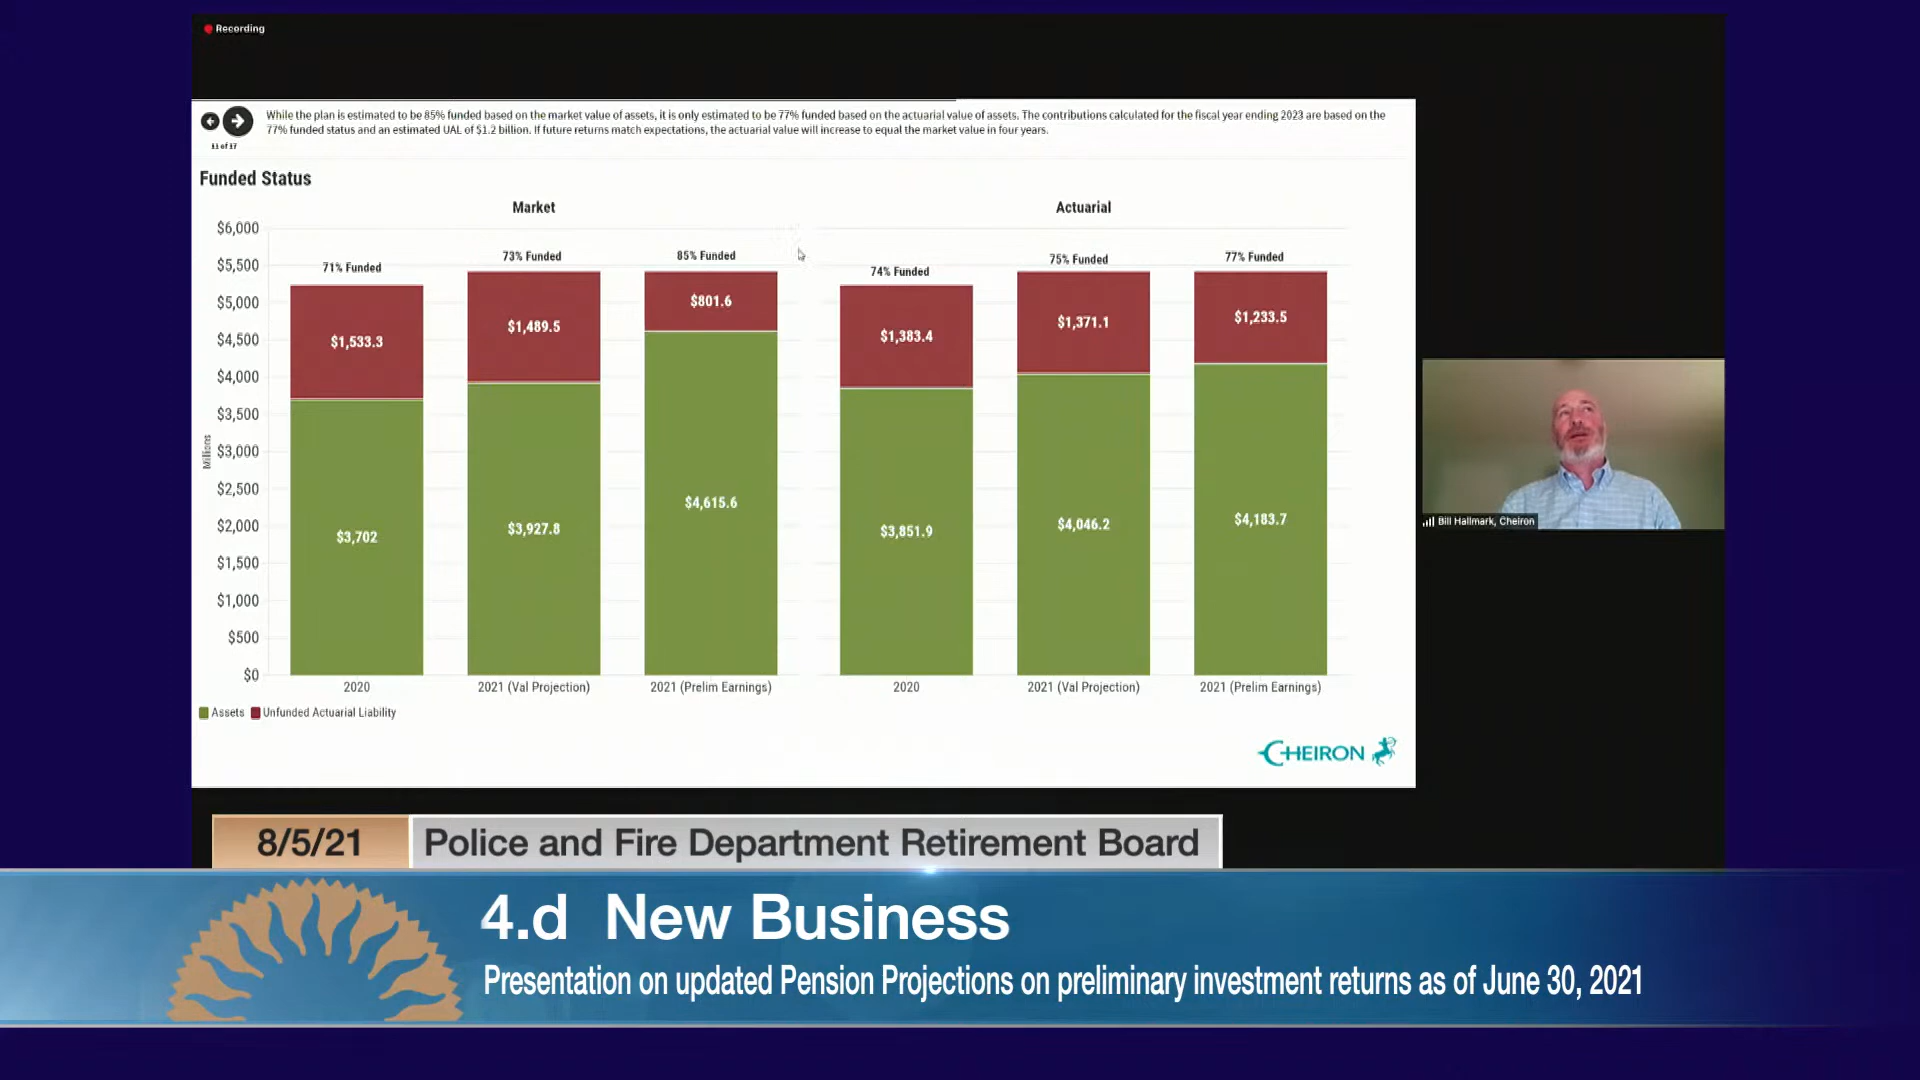 Recording
While the plan is estimated to be 85% funded based on the market value of assets, it is only estimated to be 77% funded based on the actuarial value of assets. The contributions calculated for the fiscal year ending 2023 are based on the
77% funded status and an estimated UAL of $1.2 billion. If future returns match expectations, the actuarial value will increase to equal the market value in four years.
11 of 17
Funded Status
Market
Actuarial
$6,000
$5,500
$5,000
$4,500
$4,000
$3,500
$3,000
$2,500
$2,000
$1,500
$1,000
$500
$0
Millions
71% Funded
73% Funded
85% Funded
74% Funded
75% Funded
77% Funded
$1,533.3
$1,489.5
$801.6
$1,383.4
$1,371.1
$1,233.5
$3,702
$3,927.8
$4,615.6
$3,851.9
$4,046.2
$4,183.7
2020
2021 (Val Projection)
2021 (Prelim Earnings)
2020
2021 (Val Projection)
2021 (Prelim Earnings)
Assets
Unfunded Actuarial Liability
CHEIRON
Bill Hallmark, Cheiron
8/5/21
Police and Fire Department Retirement Board
4.d New Business
Presentation on updated Pension Projections on preliminary investment returns as of June 30, 2021